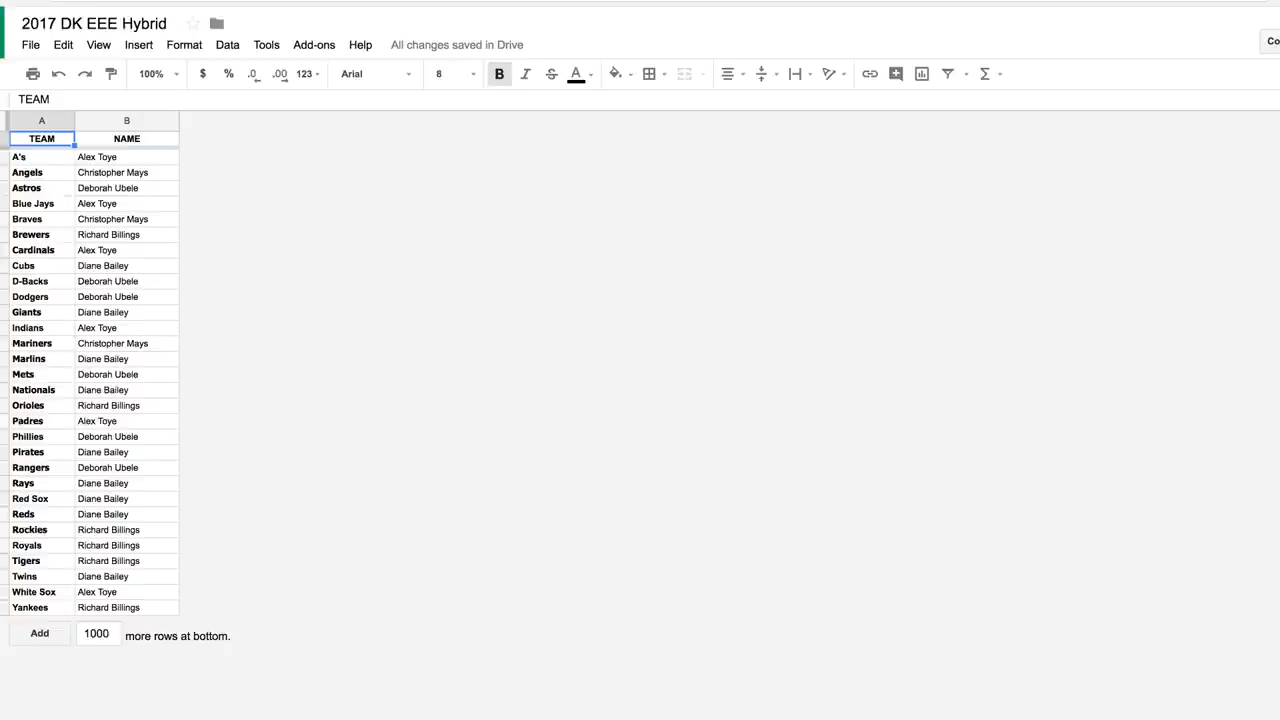 2017 DK EEE Hybrid
File Edit View Insert Format Data Tools Add-ons Help All changes saved in Drive
100% $ % .0 .00 123 Arial 8 B I S A
TEAM
A B
TEAM NAME
A's Alex Toye
Angels Christopher Mays
Astros Deborah Ubele
Blue Jays Alex Toye
Braves Christopher Mays
Brewers Richard Billings
Cardinals Alex Toye
Cubs Diane Bailey
D-Backs Deborah Ubele
Dodgers Deborah Ubele
Giants Diane Bailey
Indians Alex Toye
Mariners Christopher Mays
Marlins Diane Bailey
Mets Deborah Ubele
Nationals Diane Bailey
Orioles Richard Billings
Padres Alex Toye
Phillies Deborah Ubele
Pirates Diane Bailey
Rangers Deborah Ubele
Rays Diane Bailey
Red Sox Diane Bailey
Reds Diane Bailey
Rockies Richard Billings
Royals Richard Billings
Tigers Richard Billings
Twins Diane Bailey
White Sox Alex Toye
Yankees Richard Billings
Add 1000 more rows at bottom.